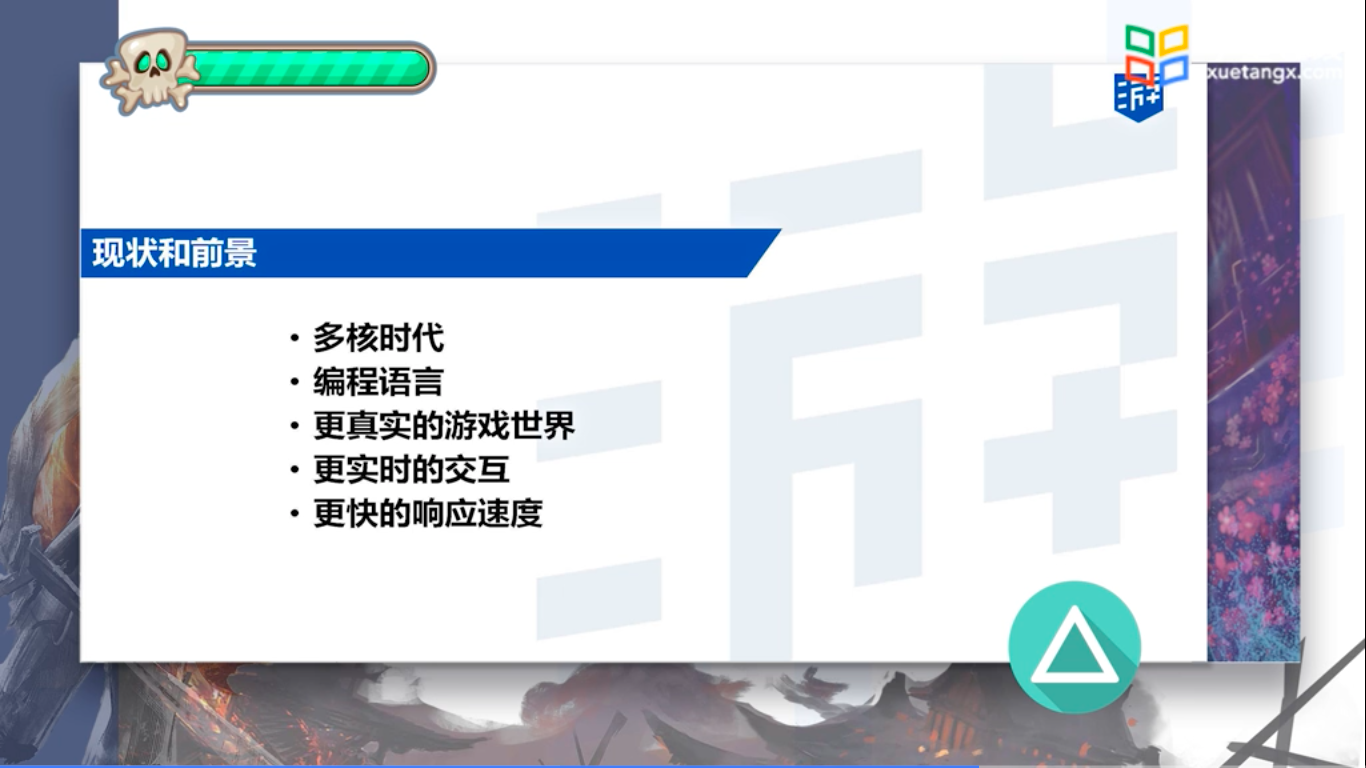 xuetangx.com
现状和前景
• 多核时代
• 编程语言
• 更真实的游戏世界
• 更实时的交互
• 更快的响应速度